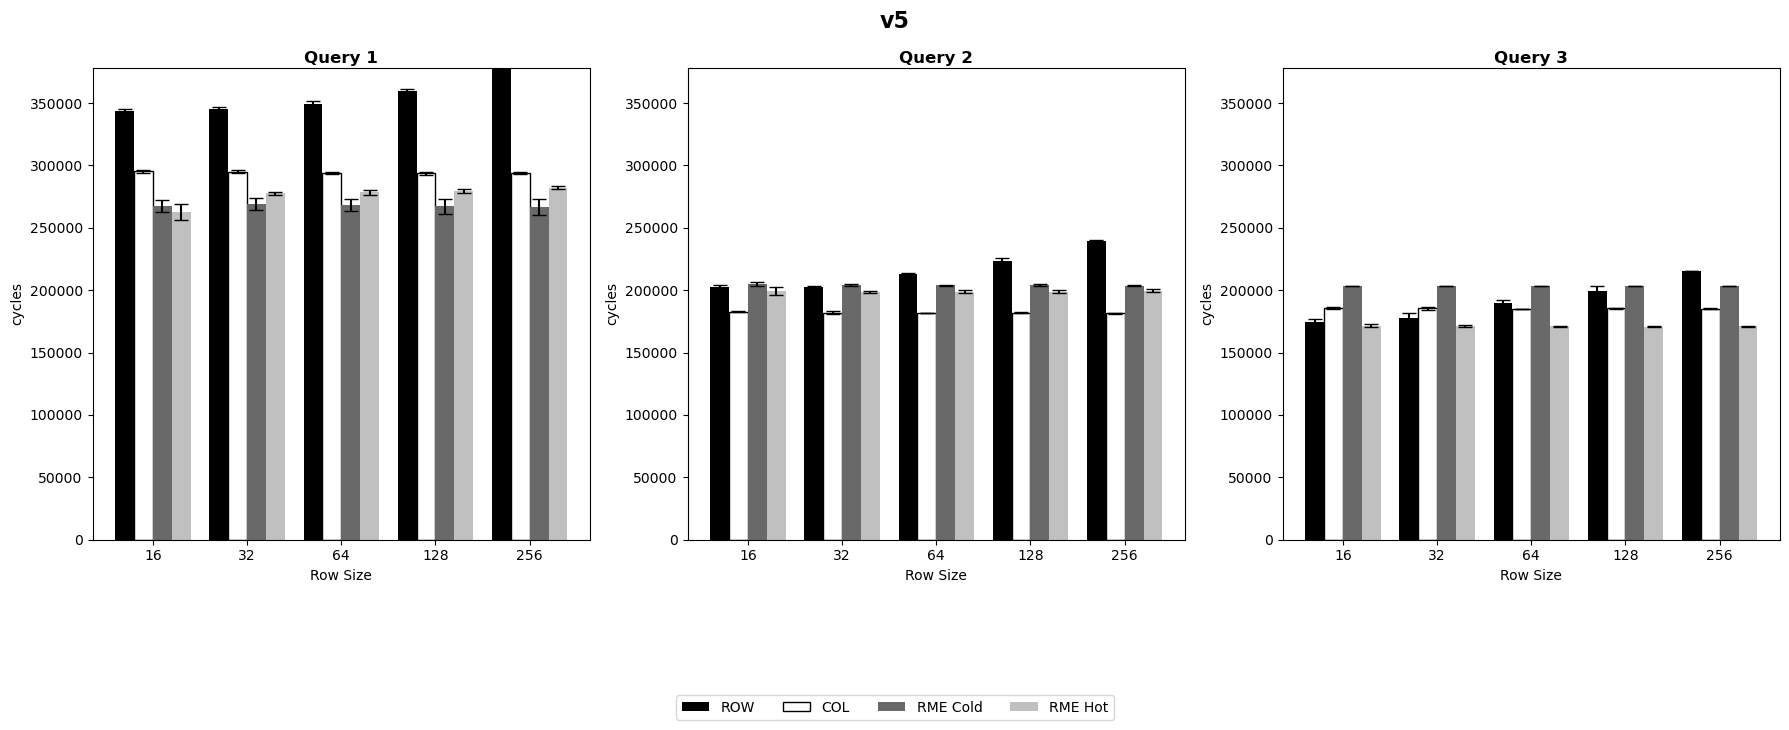 v5
Query 1
Query 2
Query 3
350000
300000
250000
200000
150000
100000
50000
0
cycles
16 32 64 128 256
Row Size
350000
300000
250000
200000
150000
100000
50000
0
cycles
16 32 64 128 256
Row Size
350000
300000
250000
200000
150000
100000
50000
0
cycles
16 32 64 128 256
Row Size
ROW COL RME Cold RME Hot